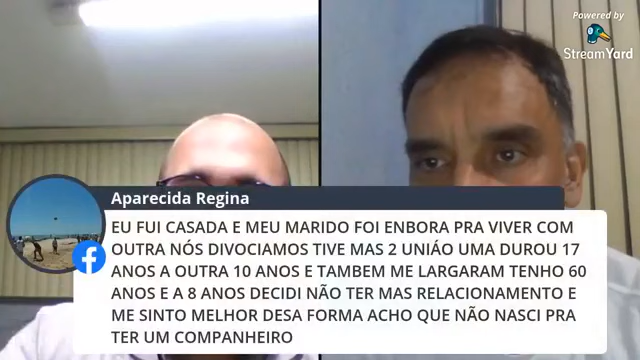 Powered by
StreamYard
Aparecida Regina
EU FUI CASADA E MEU MARIDO FOI ENBORA PRA VIVER COM
OUTRA NÓS DIVOCIAMOS TIVE MAS 2 UNIÁO UMA DUROU 17
ANOS A OUTRA 10 ANOS E TAMBEM ME LARGARAM TENHO 60
ANOS E A 8 ANOS DECIDI NÃO TER MAS RELACIONAMENTO E
ME SINTO MELHOR DESA FORMA ACHO QUE NÃO NASCI PRA
TER UM COMPANHEIRO